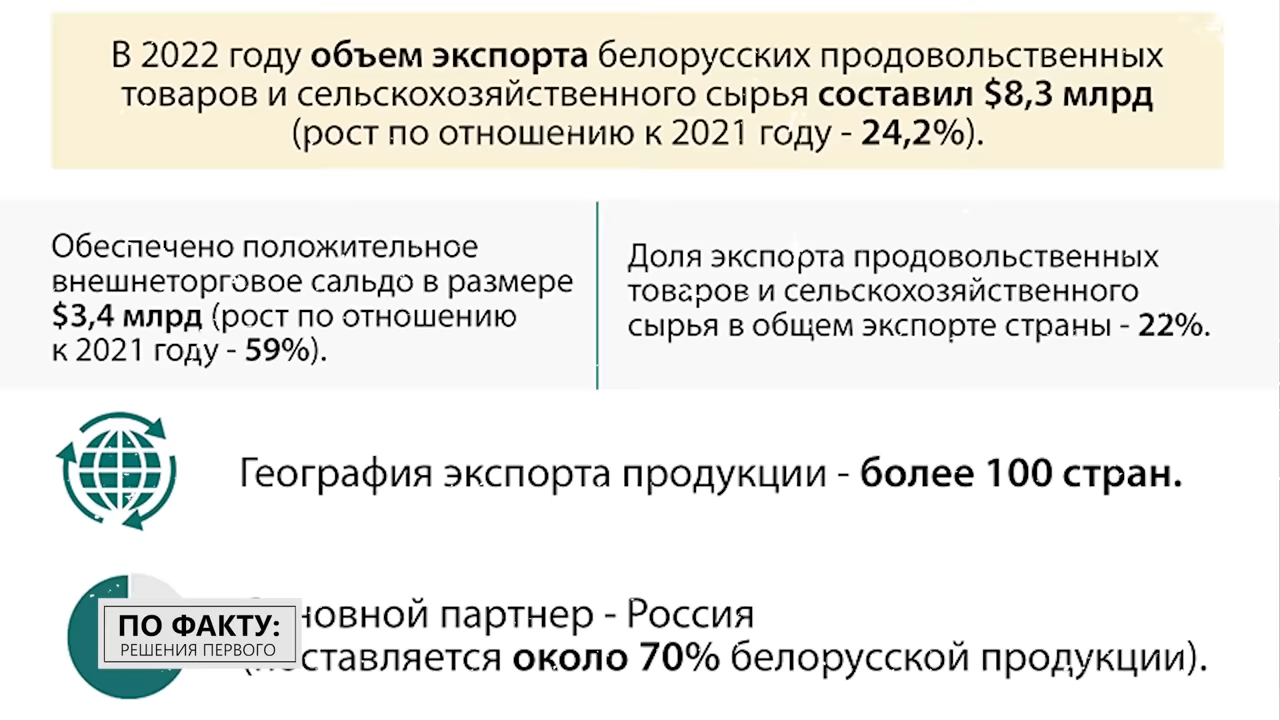 В 2022 году объем экспорта белорусских продовольственных
товаров и сельскохозяйственного сырья составил $8,3 млрд
(рост по отношению к 2021 году - 24,2%).
Обеспечено положительное
внешнеторговое сальдо в размере
$3,4 млрд (рост по отношению
к 2021 году - 59%).
Доля экспорта продовольственных
товаров и сельскохозяйственного
сырья в общем экспорте страны - 22%.
География экспорта продукции - более 100 стран.
партнер - Россия
около 70% белорусской продукции).
ПО ФАКТУ:
РЕШЕНИЯ ПЕРВОГО